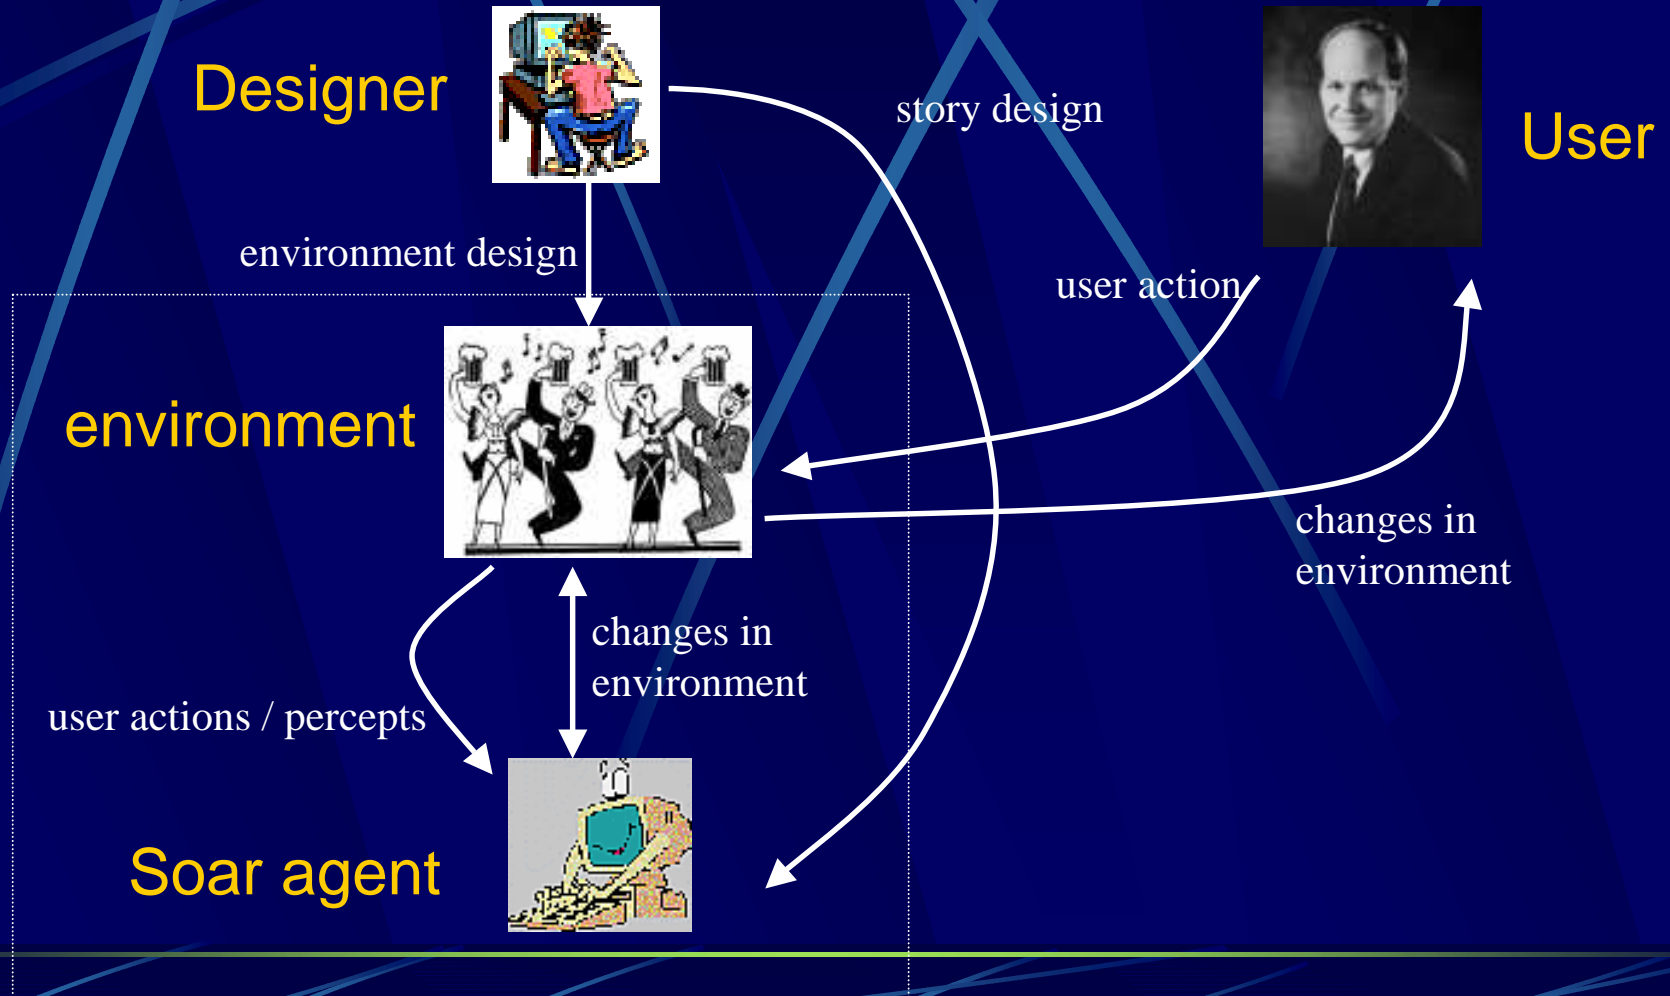 Designer
story design
User
environment design
user action
environment
changes in
environment
changes in
environment
user actions / percepts
Soar agent